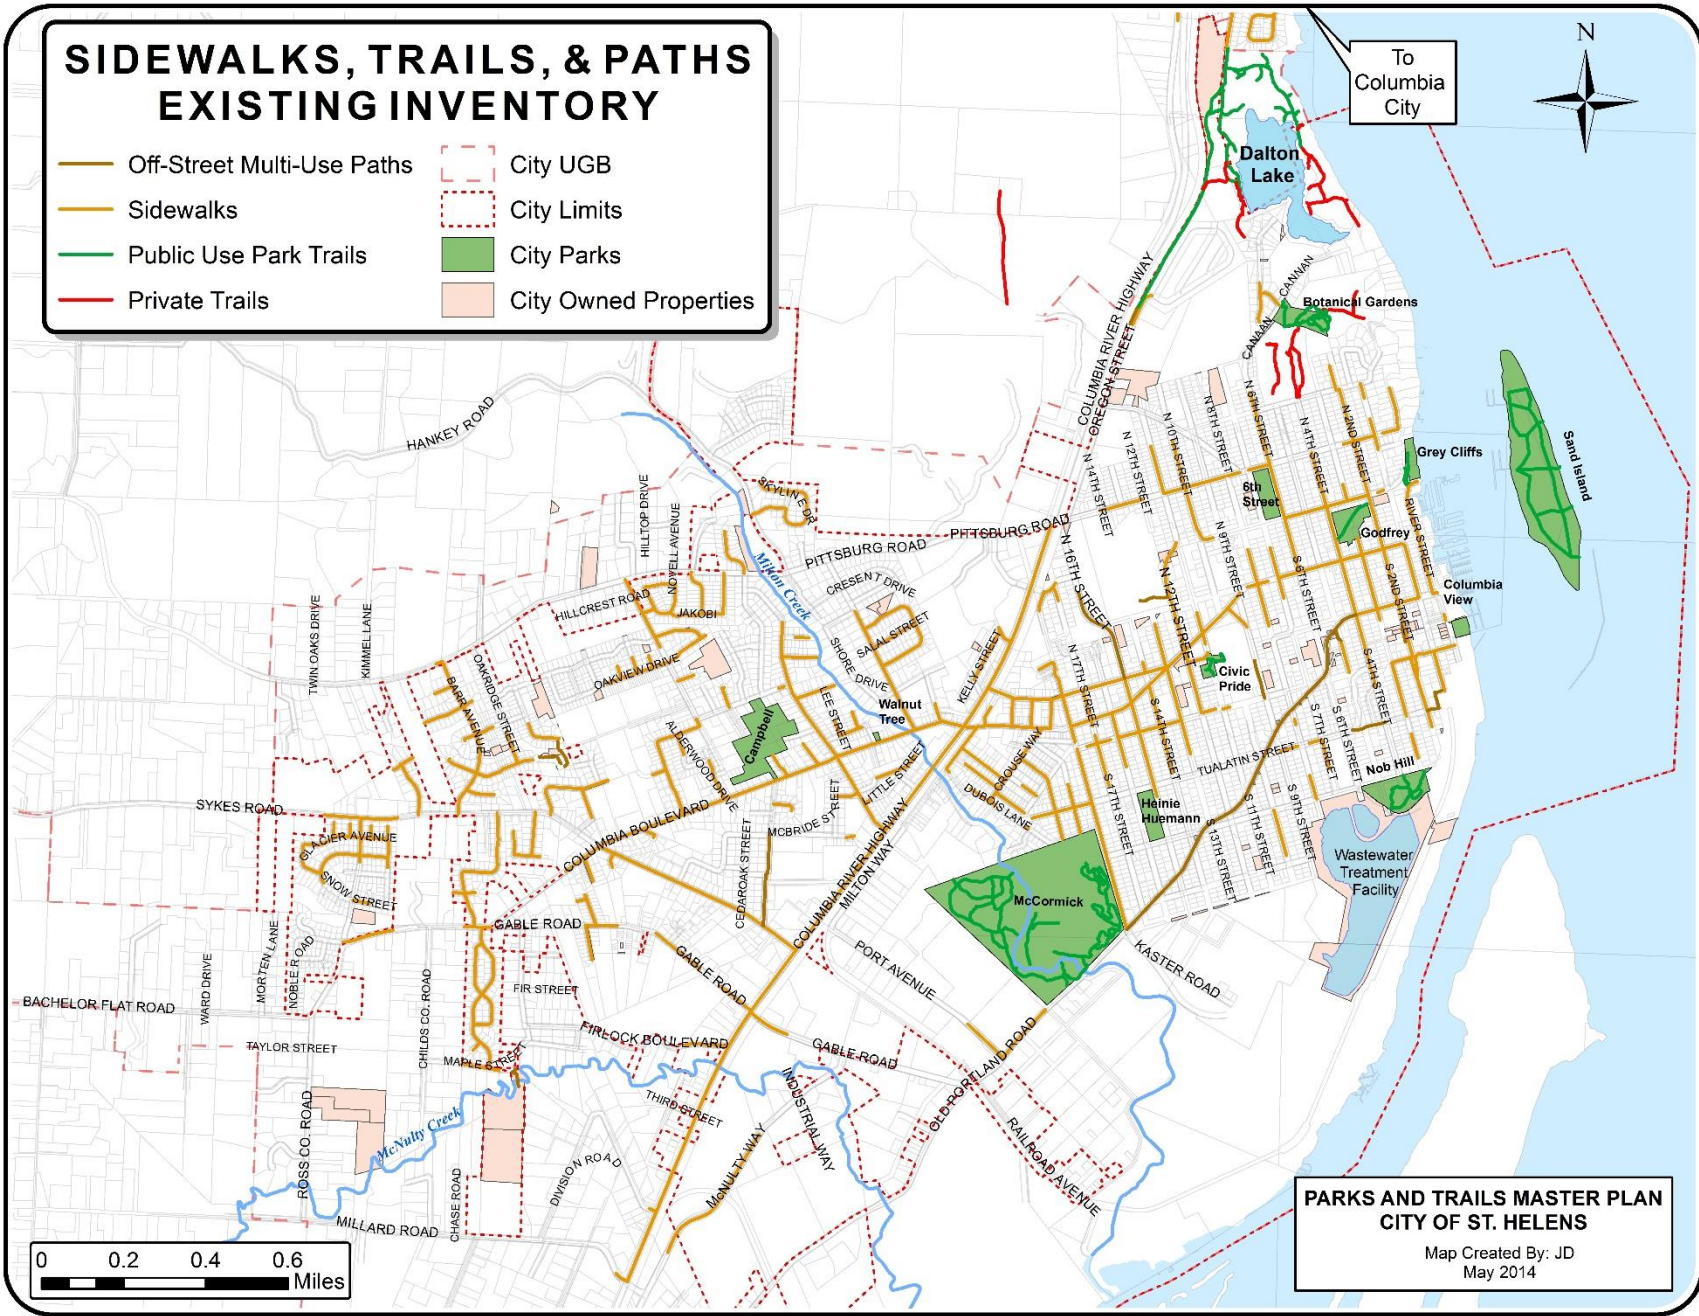 SIDEWALKS, TRAILS, & PATHS
EXISTING INVENTORY
Off-Street Multi-Use Paths
Sidewalks
Public Use Park Trails
Private Trails
City UGB
City Limits
City Parks
City Owned Properties
To
Columbia
City
N
Dalton
Lake
COLUMBIA RIVER HIGHWAY
OREGON STREET
CANNAN
CANAAN
Botanical Gardens
HANKEY ROAD
N 14TH STREET
N 12TH STREET
N 10TH STREET
N 8TH STREET
N 6TH STREET
N 4TH STREET
N 2ND STREET
Grey Cliffs
Sand Island
6th
Street
Godfrey
RIVER STREET
SKYLINE DR
PITTSBURG ROAD
PITTSBURG ROAD
HILLTOP DRIVE
NOVELL AVENUE
Milton Creek
CRESENT DRIVE
N 16TH STREET
N 12TH STREET
N 9TH STREET
S 6TH STREET
S 2ND STREET
Columbia
View
HILLCREST ROAD
JAKOBI
SALAL STREET
SHORE DRIVE
KELLY STREET
TWIN OAKS DRIVE
KIMMEL LANE
OAKRIDGE STREET
BARR AVENUE
OAKVIEW DRIVE
LEE STREET
Walnut
Tree
N 17TH STREET
S 14TH STREET
Civic
Pride
S 4TH STREET
S 7TH STREET
S 6TH STREET
Campbell
ALDERWOOD DRIVE
LITTLE STREET
CROUSE WAY
DUBOIS LANE
TUALATIN STREET
Nob Hill
SYKES ROAD
GLACIER AVENUE
SNOW STREET
COLUMBIA BOULEVARD
MCBRIDE STREET
CEDAROAK STREET
COLUMBIA RIVER HIGHWAY
MILTON WAY
S 17TH STREET
Heinie
Huemann
S 13TH STREET
S 11TH STREET
S 9TH STREET
Wastewater
Treatment
Facility
McCormick
GABLE ROAD
GABLE ROAD
PORT AVENUE
KASTER ROAD
WARD DRIVE
MORTEN LANE
NOBLE ROAD
BACHELOR FLAT ROAD
FIR STREET
CHILDS CO. ROAD
TAYLOR STREET
MAPLE STREET
FIRLOCK BOULEVARD
GABLE ROAD
OLD PORTLAND ROAD
INDUSTRIAL WAY
RAILROAD AVENUE
THIRD STREET
MCNULTY WAY
McNulty Creek
ROSS CO. ROAD
DIVISION ROAD
CHASE ROAD
MILLARD ROAD
0 0.2 0.4 0.6
Miles
PARKS AND TRAILS MASTER PLAN
CITY OF ST. HELENS
Map Created By: JD
May 2014